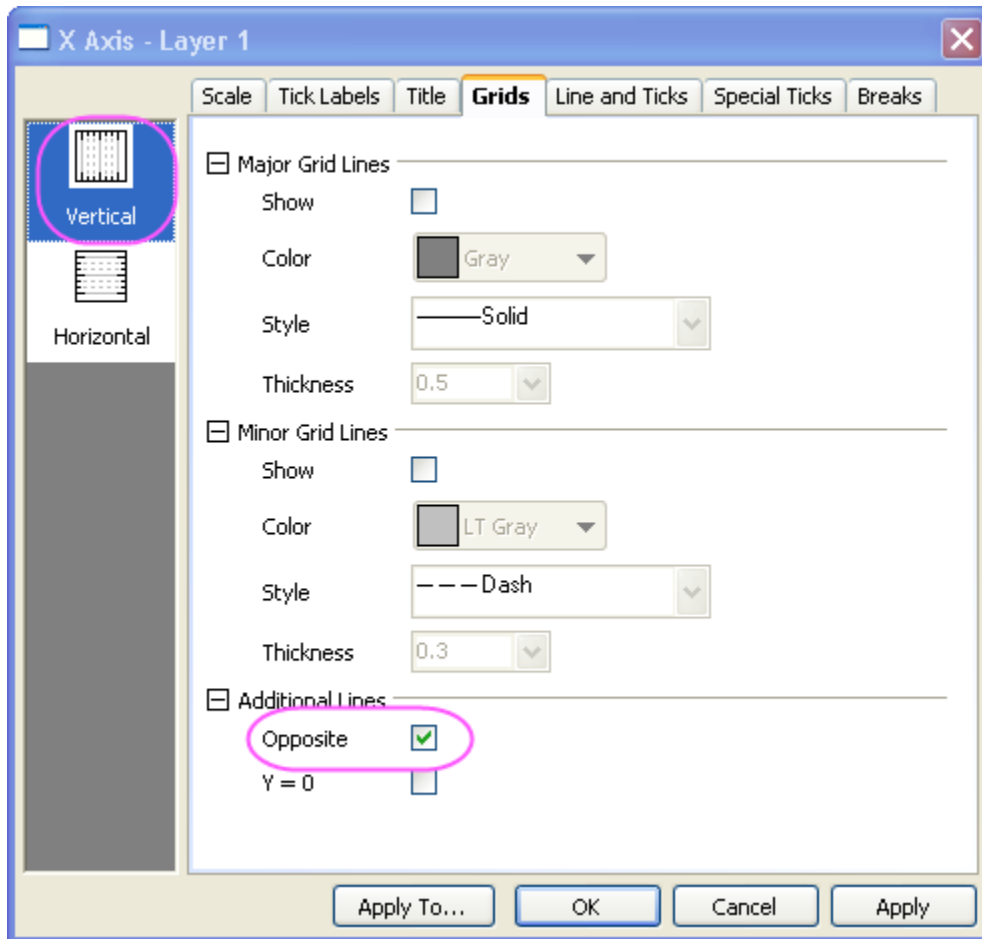 X Axis - Layer 1
Scale Tick Labels Title Grids Line and Ticks Special Ticks Breaks
Vertical
Horizontal
Major Grid Lines
Show
Color Gray
Style Solid
Thickness 0.5
Minor Grid Lines
Show
Color LT Gray
Style Dash
Thickness 0.3
Additional Lines
Opposite
Y = 0
Apply To... OK Cancel Apply